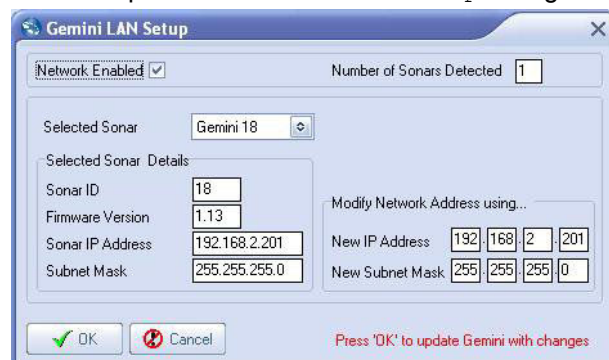 Gemini LAN Setup
Network Enabled
Number of Sonars Detected 1
Selected Sonar Gemini 18
Selected Sonar Details
Sonar ID 18
Firmware Version 1.13
Sonar IP Address 192.168.2.201
Subnet Mask 255.255.255.0
Modify Network Address using...
New IP Address 192.168.2.201
New Subnet Mask 255.255.255.0
OK
Cancel
Press 'OK' to update Gemini with changes